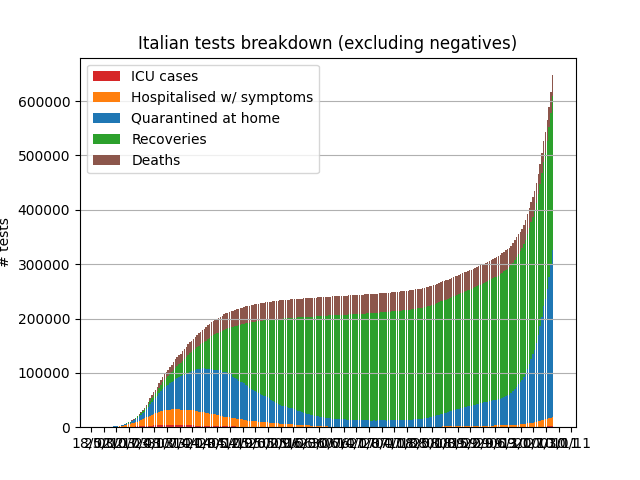 Italian tests breakdown (excluding negatives)
ICU cases
Hospitalised w/ symptoms
Quarantined at home
Recoveries
Deaths
# tests
600000
500000
400000
300000
200000
100000
0